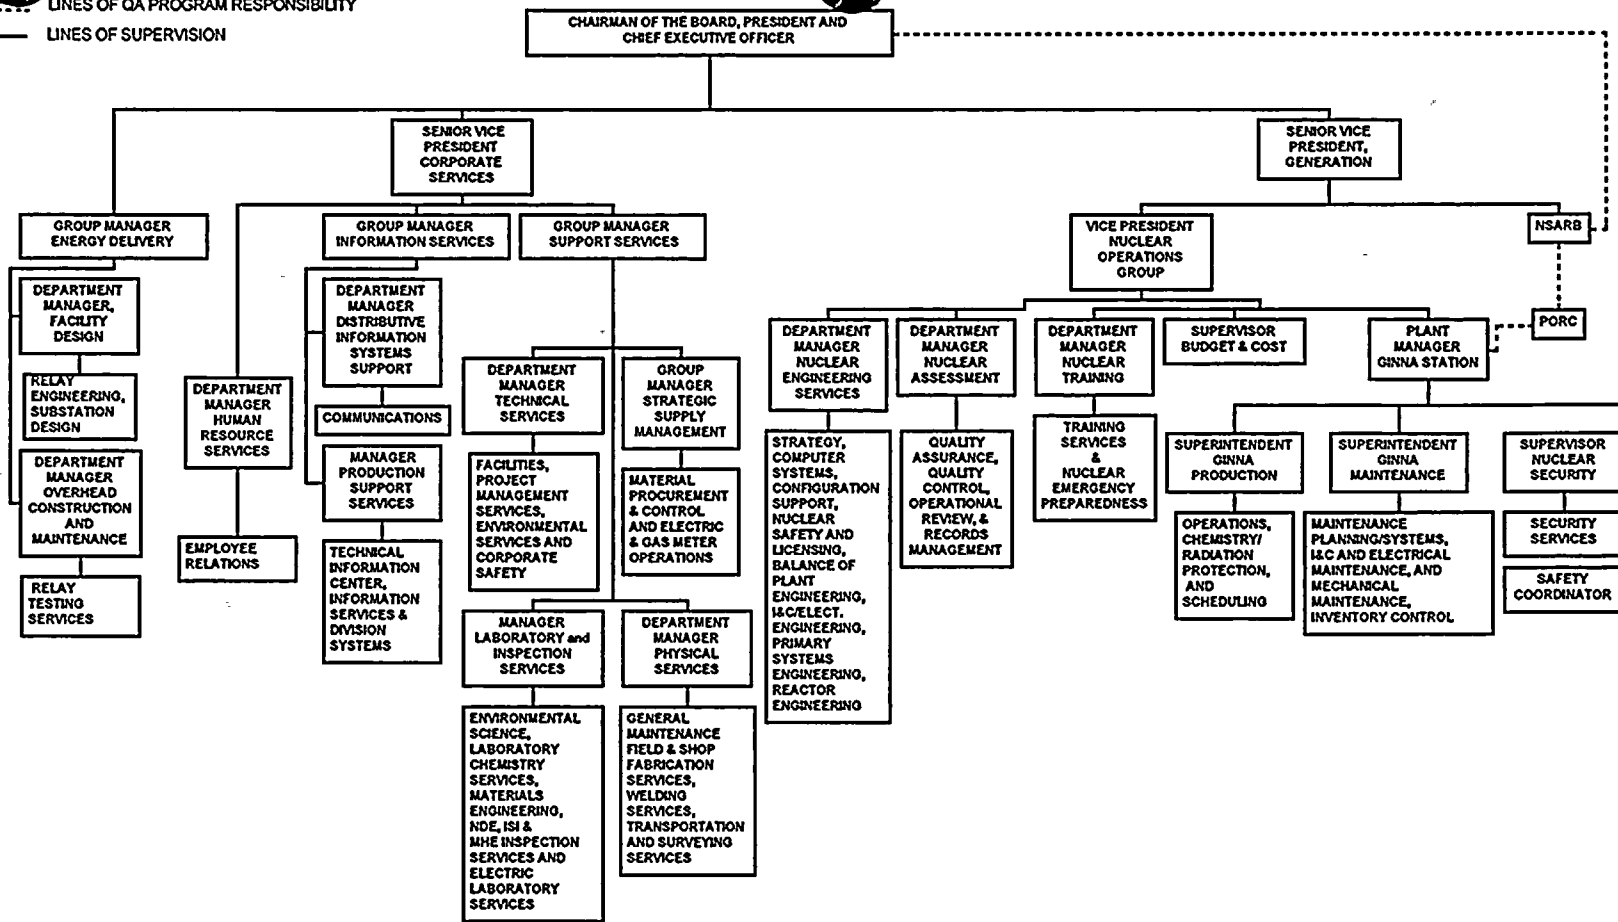 LINES OF QA PROGRAM RESPONSIBILITY
LINES OF SUPERVISION
CHAIRMAN OF THE BOARD, PRESIDENT AND
CHIEF EXECUTIVE OFFICER
SENIOR VICE
PRESIDENT
CORPORATE
SERVICES
SENIOR VICE
PRESIDENT,
GENERATION
GROUP MANAGER
ENERGY DELIVERY
GROUP MANAGER
INFORMATION SERVICES
GROUP MANAGER
SUPPORT SERVICES
VICE PRESIDENT
NUCLEAR
OPERATIONS
GROUP
NSARB
PORC
DEPARTMENT
MANAGER,
FACILITY
DESIGN
RELAY
ENGINEERING,
SUBSTATION
DESIGN
DEPARTMENT
MANAGER
OVERHEAD
CONSTRUCTION
AND
MAINTENANCE
RELAY
TESTING
SERVICES
DEPARTMENT
MANAGER
HUMAN
RESOURCE
SERVICES
EMPLOYEE
RELATIONS
DEPARTMENT
MANAGER
DISTRIBUTIVE
INFORMATION
SYSTEMS
SUPPORT
COMMUNICATIONS
MANAGER
PRODUCTION
SUPPORT
SERVICES
TECHNICAL
INFORMATION
CENTER,
INFORMATION
SERVICES &
DIVISION
SYSTEMS
DEPARTMENT
MANAGER
TECHNICAL
SERVICES
FACILITIES,
PROJECT
MANAGEMENT
SERVICES,
ENVIRONMENTAL
SERVICES AND
CORPORATE
SAFETY
GROUP
MANAGER
STRATEGIC
SUPPLY
MANAGEMENT
MATERIAL
PROCUREMENT
& CONTROL
AND ELECTRIC
& GAS METER
OPERATIONS
MANAGER
LABORATORY and
INSPECTION
SERVICES
ENVIRONMENTAL
SCIENCE,
LABORATORY
CHEMISTRY
SERVICES,
MATERIALS
ENGINEERING,
NDE, ISI &
MHE INSPECTION
SERVICES AND
ELECTRIC
LABORATORY
SERVICES
DEPARTMENT
MANAGER
PHYSICAL
SERVICES
GENERAL
MAINTENANCE
FIELD & SHOP
FABRICATION
SERVICES,
WELDING
SERVICES,
TRANSPORTATION
AND SURVEYING
SERVICES
DEPARTMENT
MANAGER
NUCLEAR
ENGINEERING
SERVICES
STRATEGY,
COMPUTER
SYSTEMS,
CONFIGURATION
SUPPORT,
NUCLEAR
SAFETY AND
LICENSING,
BALANCE OF
PLANT
ENGINEERING,
I&C/ELECT.
ENGINEERING,
PRIMARY
SYSTEMS
ENGINEERING,
REACTOR
ENGINEERING
DEPARTMENT
MANAGER
NUCLEAR
ASSESSMENT
QUALITY
ASSURANCE,
QUALITY
CONTROL,
OPERATIONAL
REVIEW, &
RECORDS
MANAGEMENT
DEPARTMENT
MANAGER
NUCLEAR
TRAINING
TRAINING
SERVICES
&
NUCLEAR
EMERGENCY
PREPAREDNESS
SUPERVISOR
BUDGET & COST
PLANT
MANAGER
GINNA STATION
SUPERINTENDENT
GINNA
PRODUCTION
OPERATIONS,
CHEMISTRY/
RADIATION
PROTECTION,
AND
SCHEDULING
SUPERINTENDENT
GINNA
MAINTENANCE
MAINTENANCE
PLANNING/SYSTEMS,
I&C AND ELECTRICAL
MAINTENANCE, AND
MECHANICAL
MAINTENANCE,
INVENTORY CONTROL
SUPERVISOR
NUCLEAR
SECURITY
SECURITY
SERVICES
SAFETY
COORDINATOR